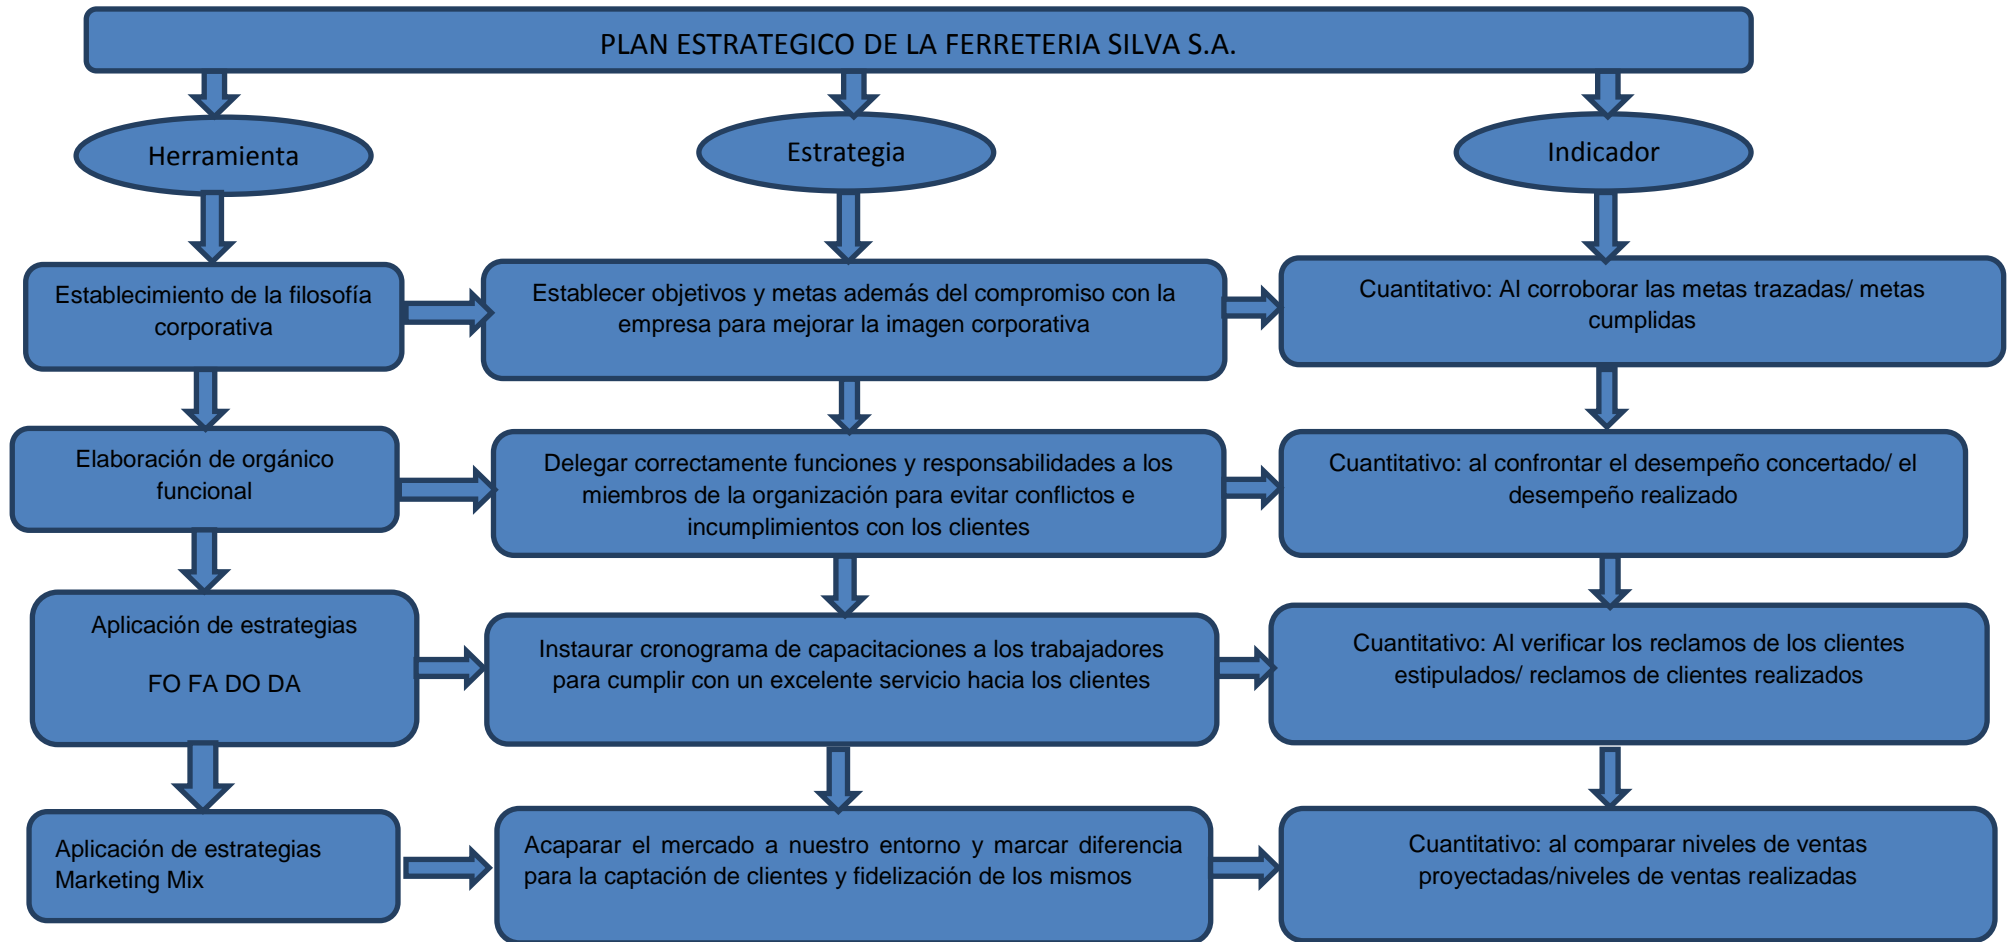 PLAN ESTRATEGICO DE LA FERRETERIA SILVA S.A.
Herramienta
Estrategia
Indicador
Establecimiento de la filosofía
corporativa
Establecer objetivos y metas además del compromiso con la
empresa para mejorar la imagen corporativa
Cuantitativo: Al corroborar las metas trazadas/ metas
cumplidas
Elaboración de orgánico
funcional
Delegar correctamente funciones y responsabilidades a los
miembros de la organización para evitar conflictos e
incumplimientos con los clientes
Cuantitativo: al confrontar el desempeño concertado/ el
desempeño realizado
Aplicación de estrategias
FO FA DO DA
Instaurar cronograma de capacitaciones a los trabajadores
para cumplir con un excelente servicio hacia los clientes
Cuantitativo: Al verificar los reclamos de los clientes
estipulados/ reclamos de clientes realizados
Aplicación de estrategias
Marketing Mix
Acaparar el mercado a nuestro entorno y marcar diferencia
para la captación de clientes y fidelización de los mismos
Cuantitativo: al comparar niveles de ventas
proyectadas/niveles de ventas realizadas